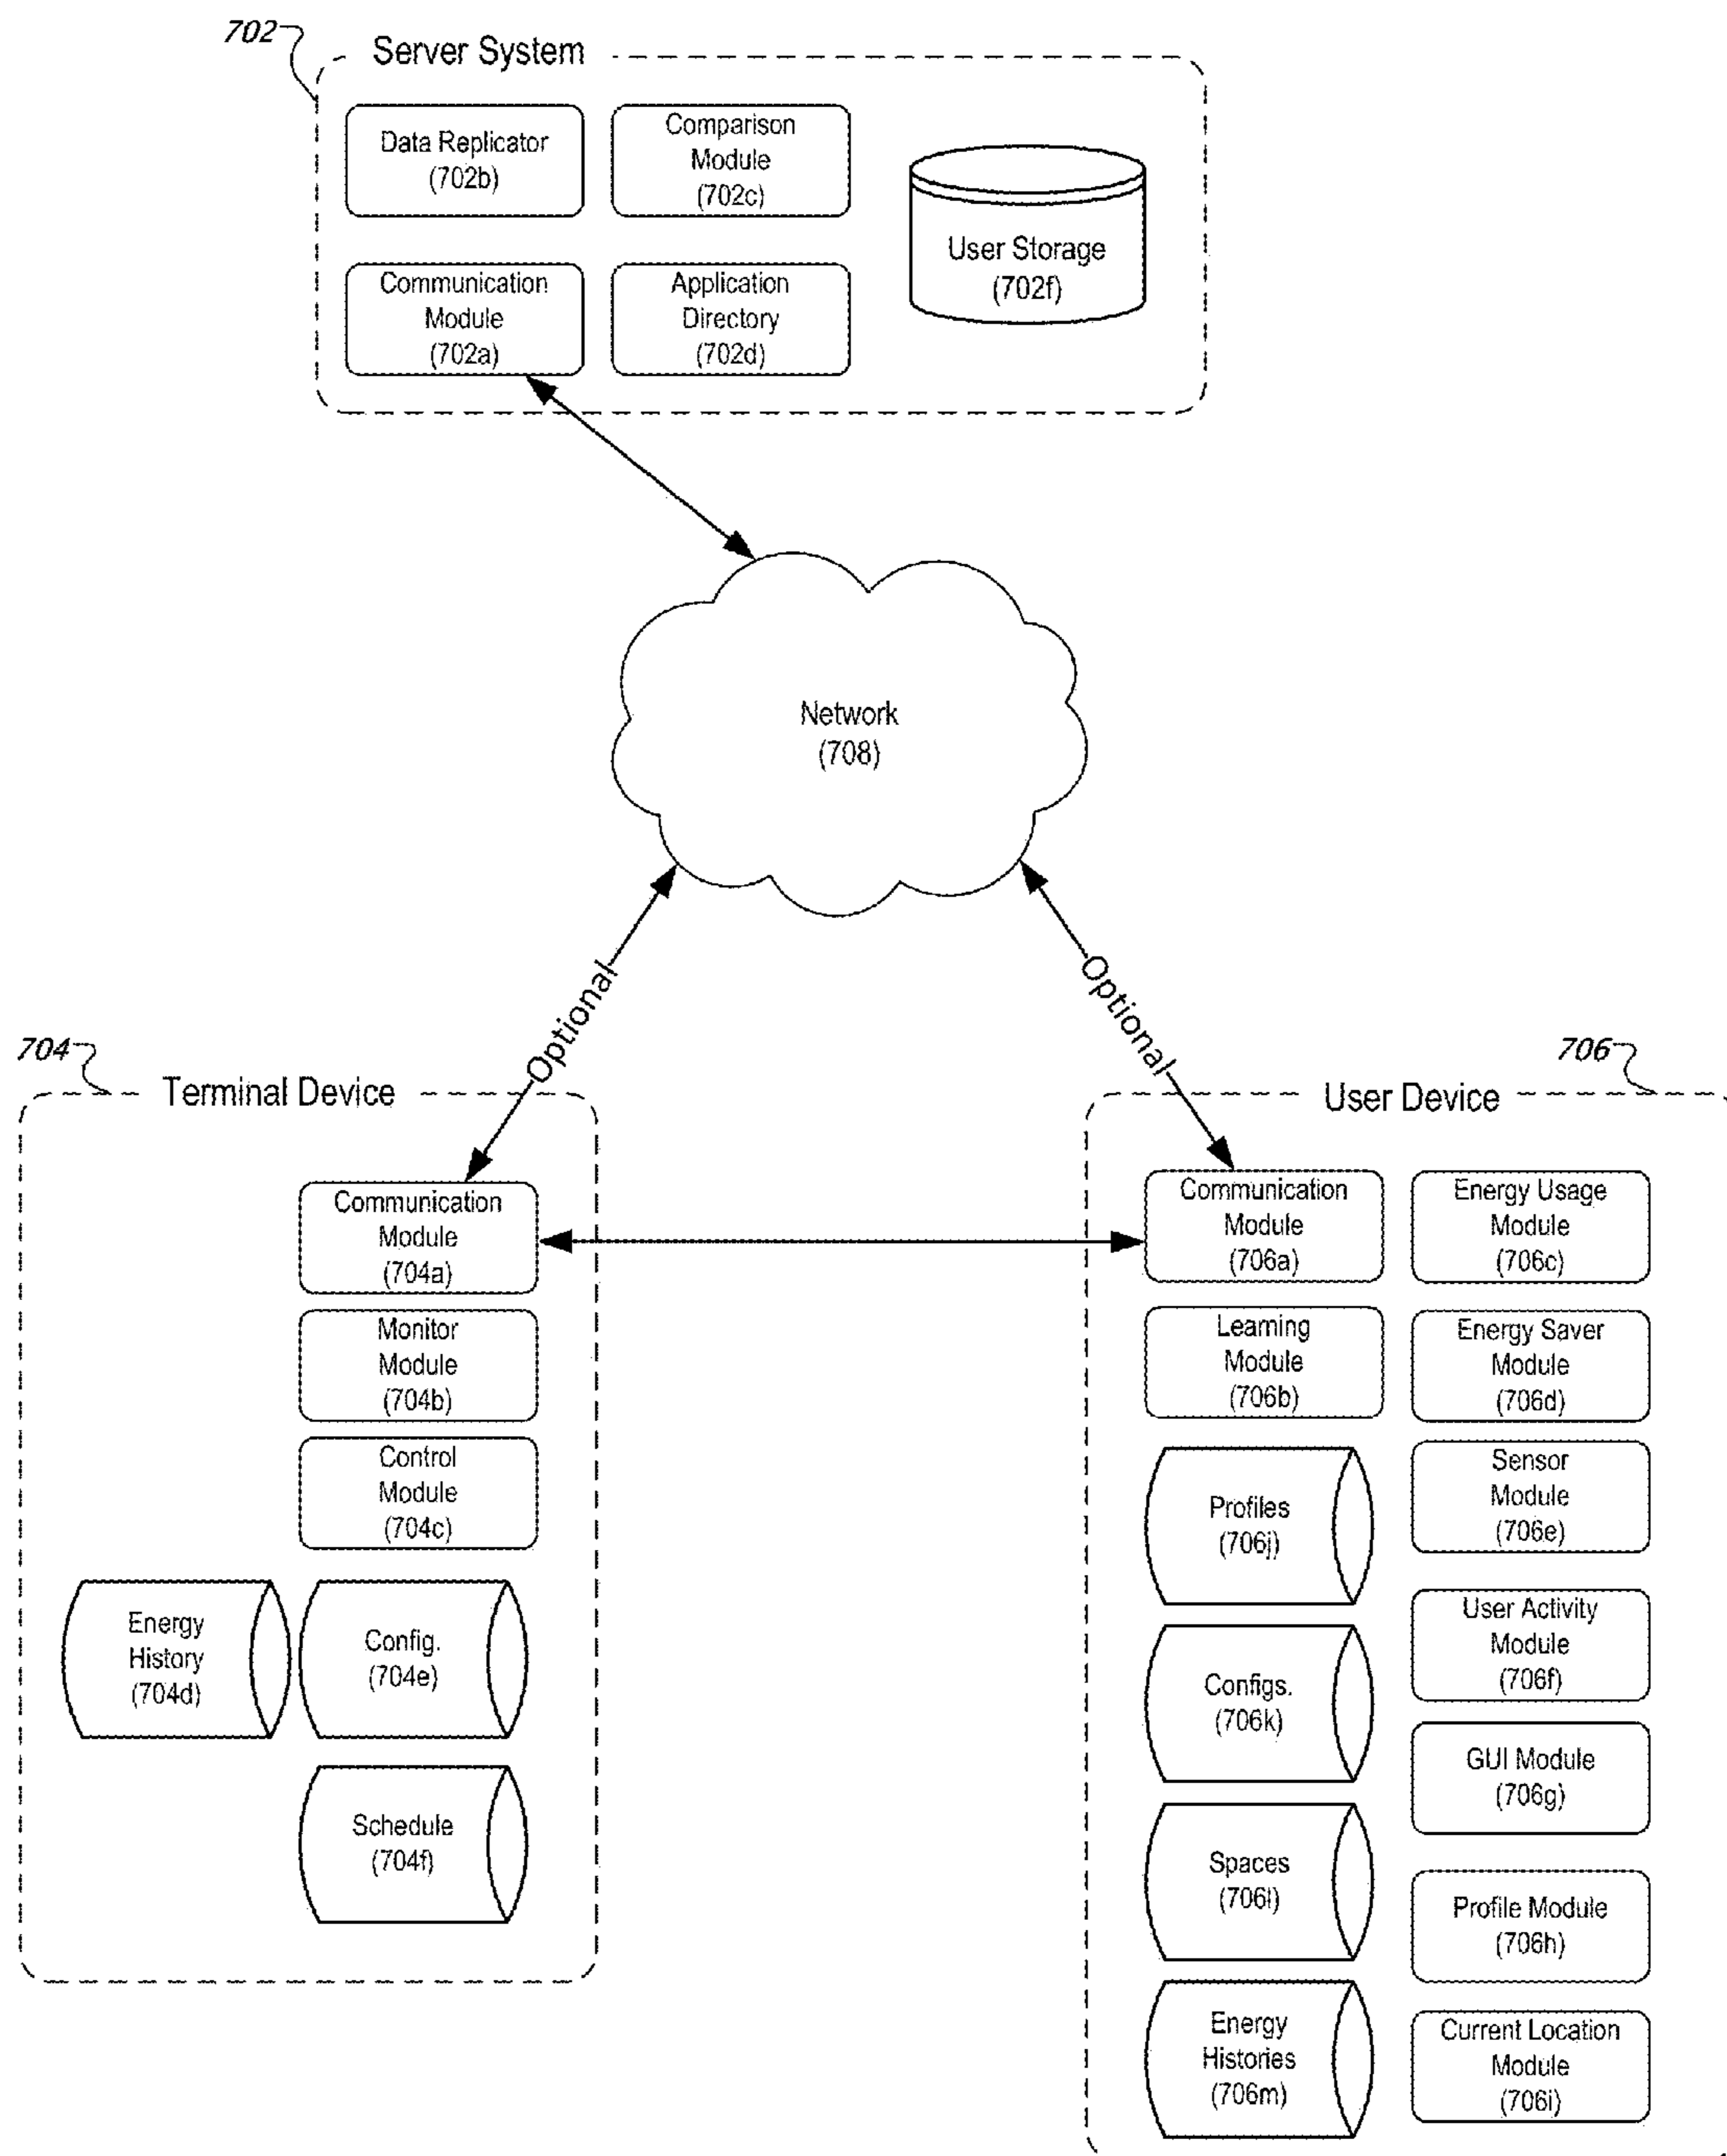 702
Server System
Data Replicator
(702b)
Comparison
Module
(702c)
User Storage
(702f)
Communication
Module
(702a)
Application
Directory
(702d)
Network
(708)
Optional
Optional
704
Terminal Device
Communication
Module
(704a)
Monitor
Module
(704b)
Control
Module
(704c)
Energy
History
(704d)
Config.
(704e)
Schedule
(704f)
706
User Device
Communication
Module
(706a)
Energy Usage
Module
(706c)
Learning
Module
(706b)
Energy Saver
Module
(706d)
Profiles
(706j)
Sensor
Module
(706e)
User Activity
Module
(706f)
Configs.
(706k)
GUI Module
(706g)
Spaces
(706l)
Profile Module
(706h)
Energy
Histories
(706m)
Current Location
Module
(706i)